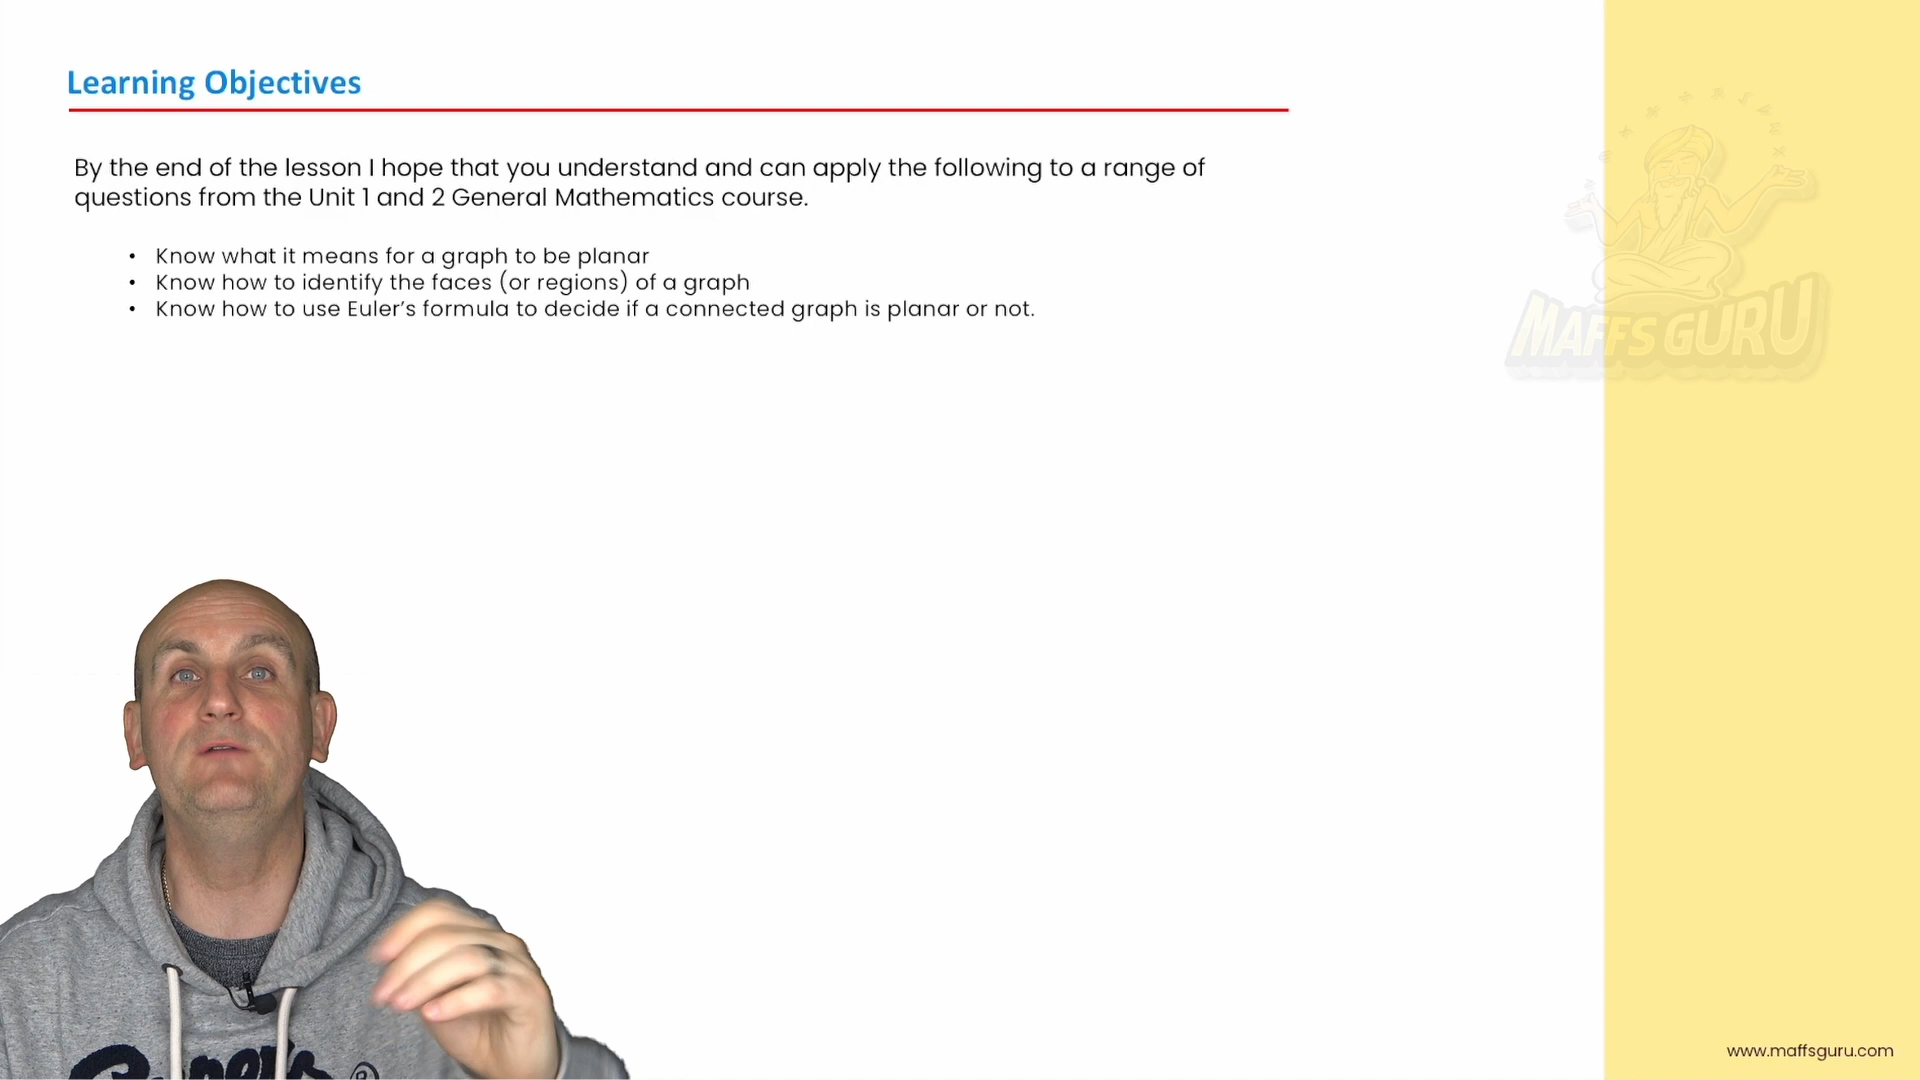 Learning Objectives
By the end of the lesson I hope that you understand and can apply the following to a range of
questions from the Unit 1 and 2 General Mathematics course.
• Know what it means for a graph to be planar
• Know how to identify the faces (or regions) of a graph
• Know how to use Euler’s formula to decide if a connected graph is planar or not.
MAFFS GURU
www.maffsguru.com